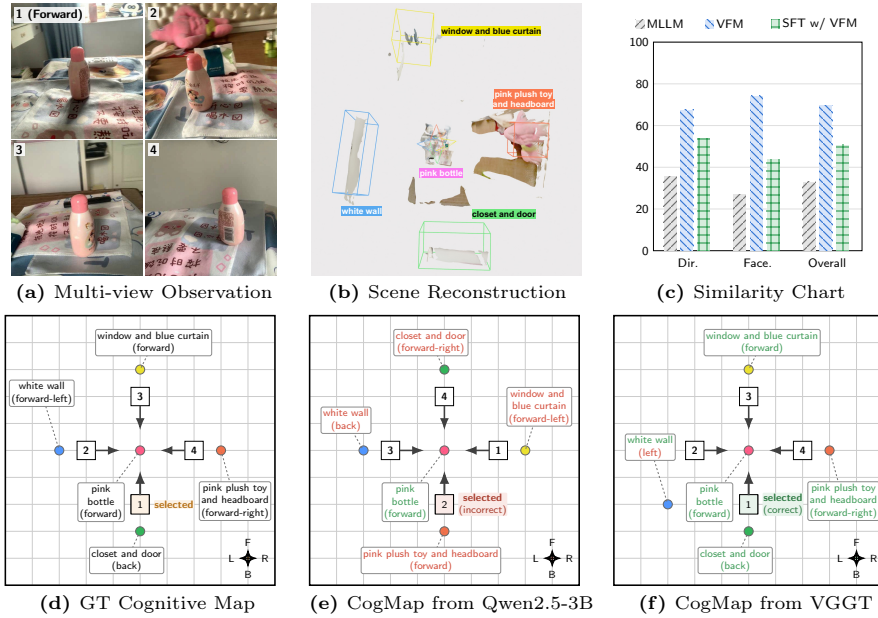 1 (Forward)
2
3
4
(a) Multi-view Observation
window and blue curtain
pink plush toy
and headboard
pink bottle
white wall
closet and door
(b) Scene Reconstruction
MLLM VFM SFT w/ VFM
100
80
60
40
20
0
Dir. Face. Overall
(c) Similarity Chart
window and blue curtain
(forward)
white wall
(forward-left)
3
2
4
pink
bottle
(forward)
1
selected
pink plush toy
and headboard
(forward-right)
closet and door
(back)
F
L R
B
(d) GT Cognitive Map
closet and door
(forward-right)
white wall
(back)
window and
blue curtain
(forward-left)
4
3
1
pink
bottle
(forward)
2
selected
(incorrect)
pink plush toy and headboard
(forward)
F
L R
B
(e) CogMap from Qwen2.5-3B
window and blue curtain
(forward)
white wall
(left)
3
2
4
pink
bottle
(forward)
1
selected
(correct)
pink plush toy
and headboard
(forward-right)
closet and door
(back)
F
L R
B
(f) CogMap from VGGT